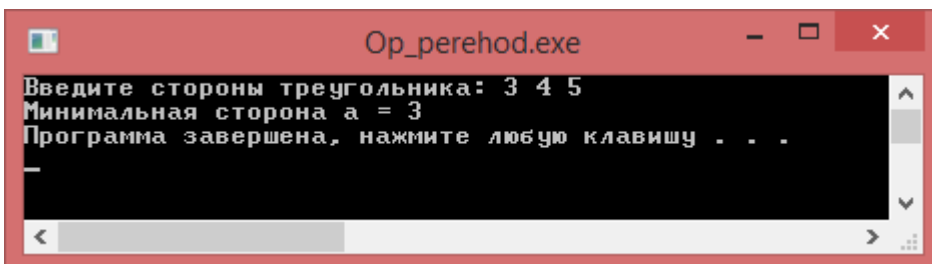 Op_perehod.exe
Введите стороны треугольника: 3 4 5
Минимальная сторона a = 3
Программа завершена, нажмите любую клавишу . . .